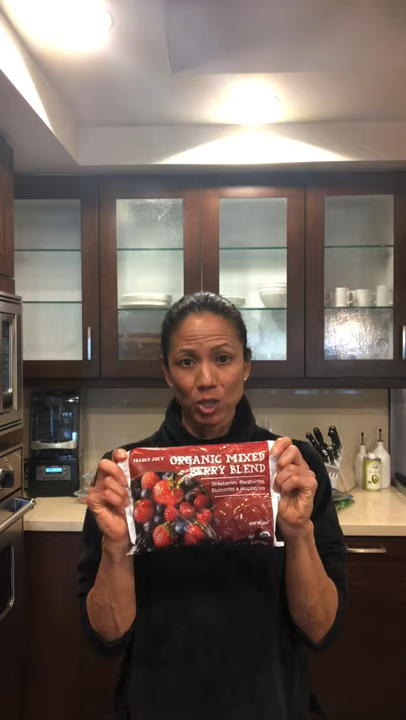 TRADER JOE'S
ORGANIC MIXED
BERRY BLEND
Strawberries, Blackberries,
Blueberries & Raspberries